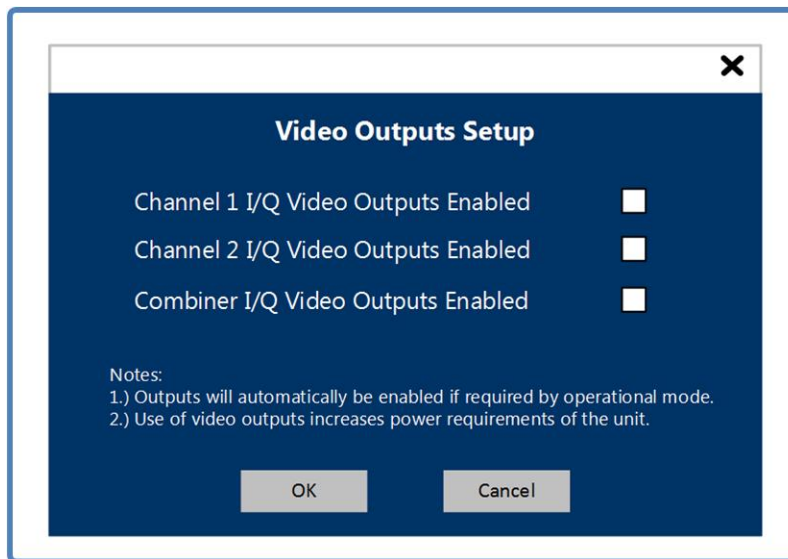 Video Outputs Setup
Channel 1 I/Q Video Outputs Enabled
Channel 2 I/Q Video Outputs Enabled
Combiner I/Q Video Outputs Enabled
Notes:
1.) Outputs will automatically be enabled if required by operational mode.
2.) Use of video outputs increases power requirements of the unit.
OK
Cancel